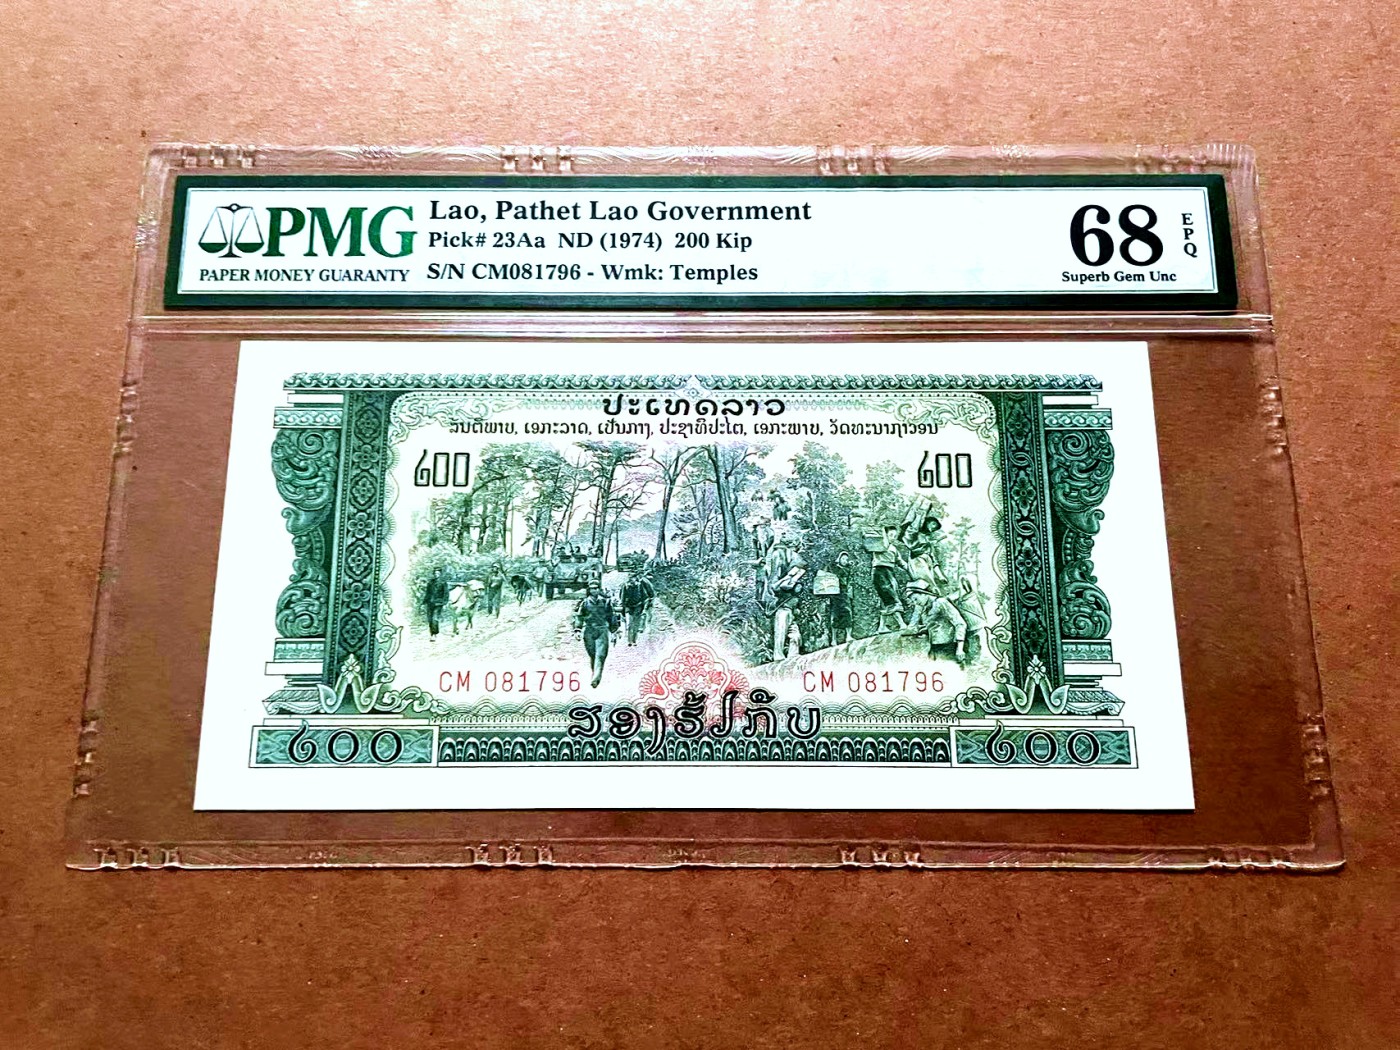 PMG
PAPER MONEY GUARANTY
Lao, Pathet Lao Government
Pick# 23Aa ND (1974) 200 Kip
S/N CM081796 - Wmk: Temples
68
EPQ
Superb Gem Unc
ປະເທດລາວ
ສັນຕິພາບ, ເອກະລາດ, ເປັນກາງ, ປະຊາທິປະໄຕ, ເອກະພາບ, ວັດທະນາຖາວອນ
໒໐໐ ໒໐໐
CM 081796 CM 081796
ສອງຮ້ອຍກີບ
໒໐໐ ໒໐໐